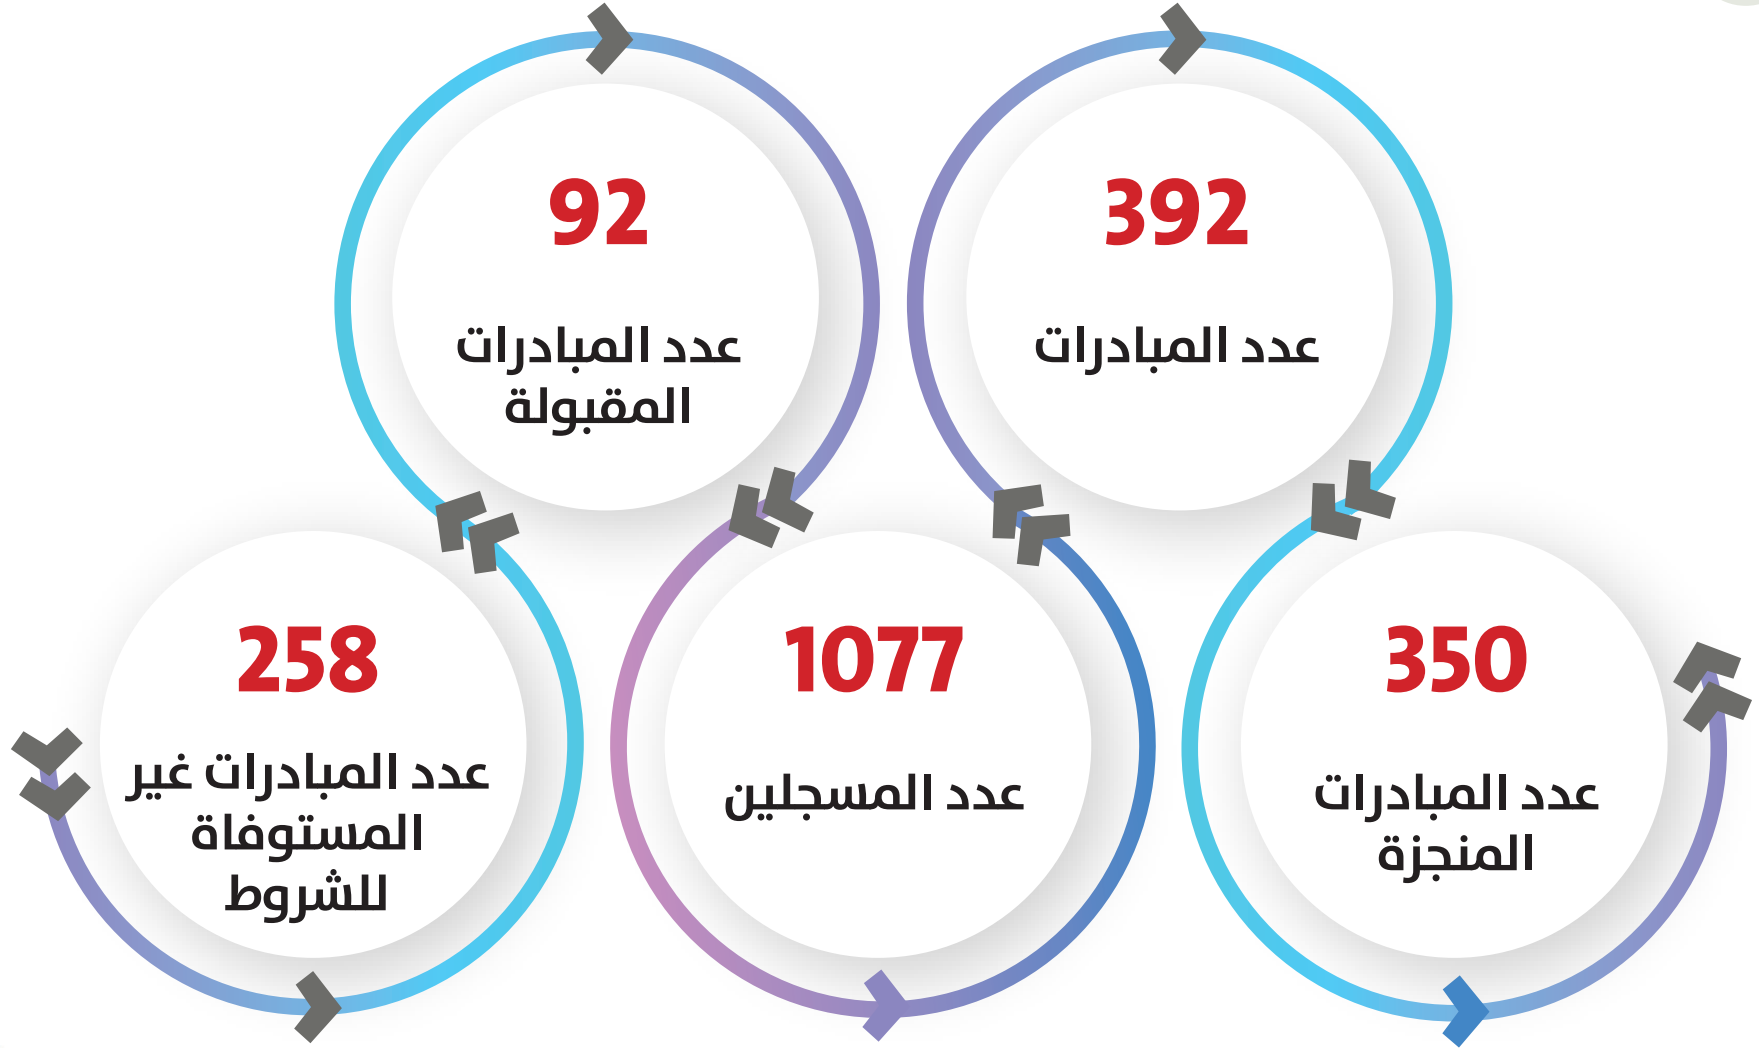 392
عدد المبادرات
92
عدد المبادرات
المقبولة
350
عدد المبادرات
المنجزة
1077
عدد المسجلين
258
عدد المبادرات غير
المستوفاة
للشروط